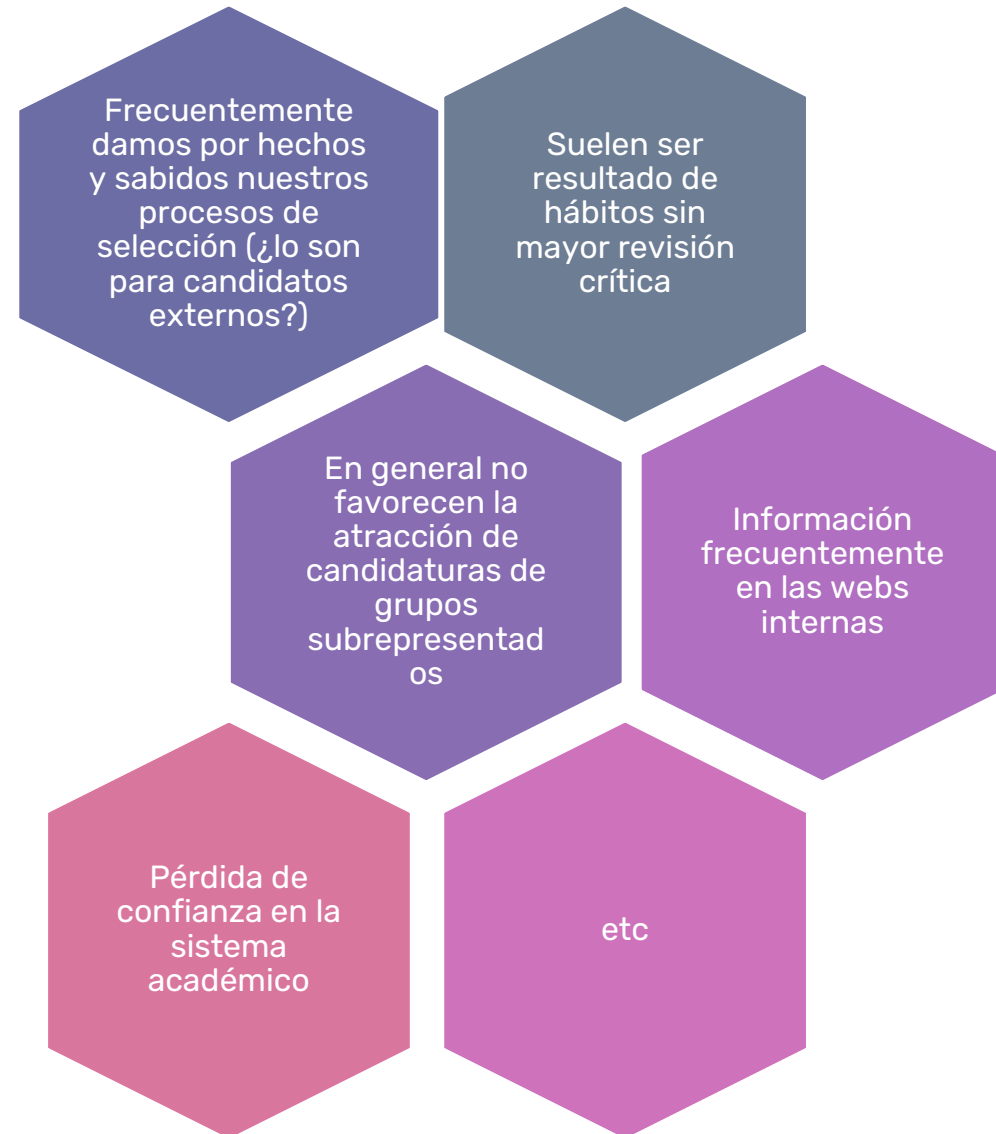 Frecuentemente
damos por hechos
y sabidos nuestros
procesos de
selección (¿lo son
para candidatos
externos?)
Suelen ser
resultado de
hábitos sin
mayor revisión
crítica
En general no
favorecen la
atracción de
candidaturas de
grupos
subrepresentad
os
Información
frecuentemente
en las webs
internas
Pérdida de
confianza en la
sistema
académico
etc